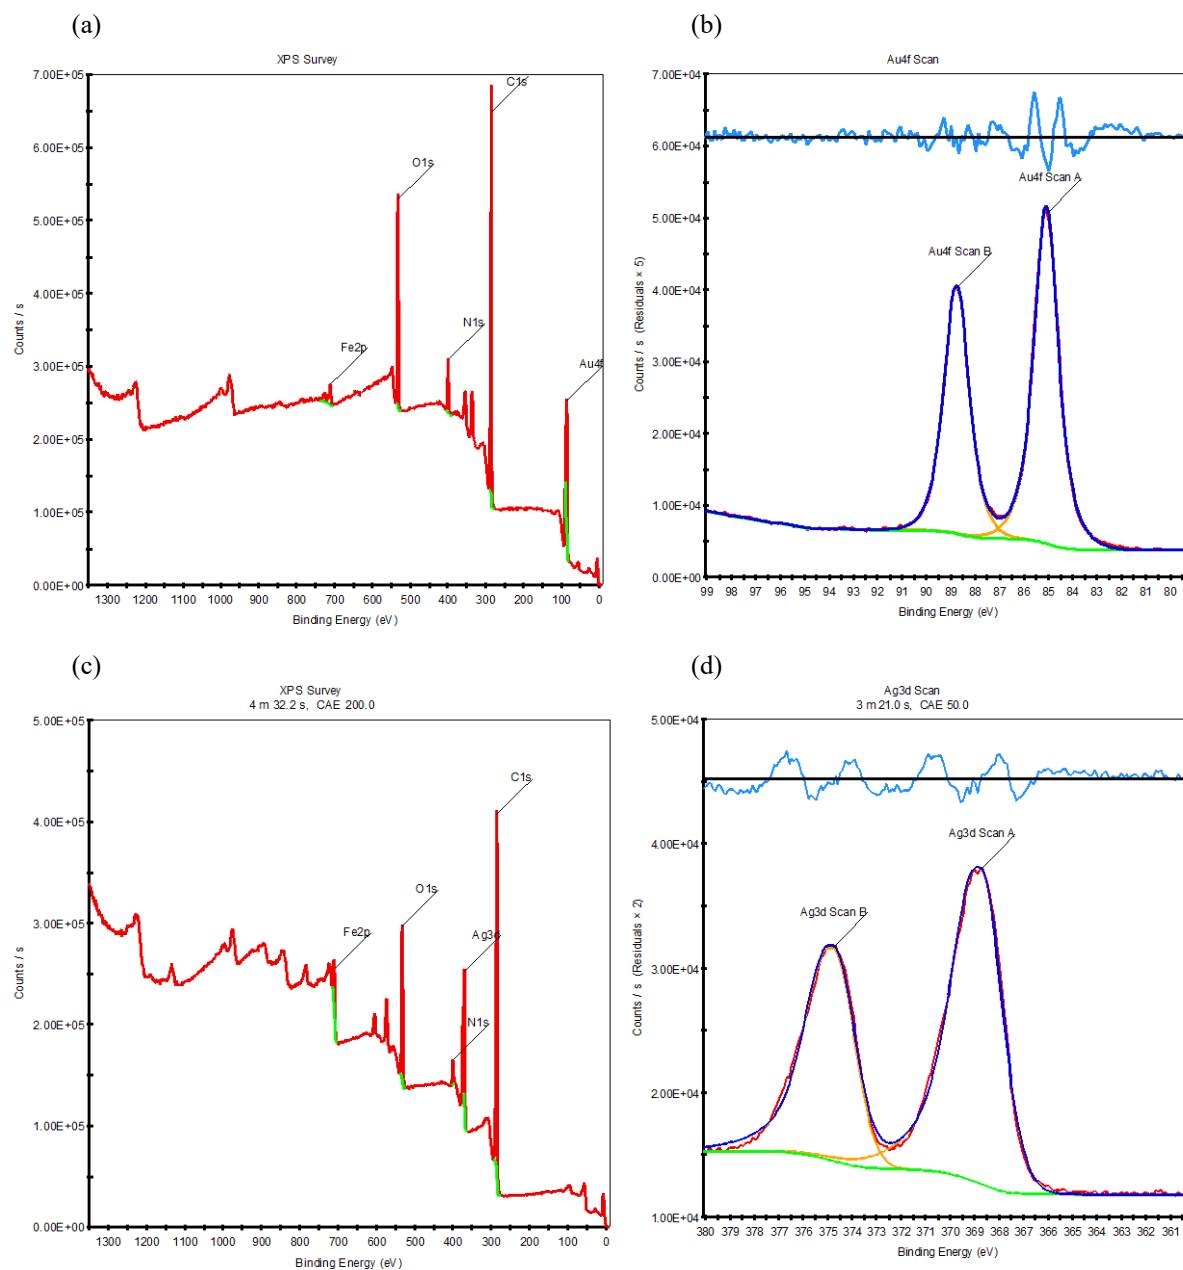 (a)
XPS Survey
7.00E+05
6.00E+05
5.00E+05
4.00E+05
3.00E+05
2.00E+05
1.00E+05
0.00E+00
Counts / s
C1s
O1s
N1s
Fe2p
Au4f
1300 1200 1100 1000 900 800 700 600 500 400 300 200 100 0
Binding Energy (eV)
(b)
Au4f Scan
7.00E+04
6.00E+04
5.00E+04
4.00E+04
3.00E+04
2.00E+04
1.00E+04
0.00E+00
Counts / s (Residuals × 5)
Au4f Scan A
Au4f Scan B
99 97 96 95 94 93 92 91 90 89 88 87 86 85 84 83 82 81 80
Binding Energy (eV)
(c)
XPS Survey
4 m 32.2 s, CAE 200.0
5.00E+05
4.00E+05
3.00E+05
2.00E+05
1.00E+05
0.00E+00
Counts / s
C1s
O1s
Fe2p
Ag3d
N1s
1300 1200 1100 1000 900 800 700 600 500 400 300 200 100 0
Binding Energy (eV)
(d)
Ag3d Scan
3 m 21.0 s, CAE 50.0
5.00E+04
4.00E+04
3.00E+04
2.00E+04
1.00E+04
Counts / s (Residuals × 2)
Ag3d Scan A
Ag3d Scan B
380 379 378 377 376 375 374 373 372 371 370 369 368 367 366 365 364 363 362 361
Binding Energy (eV)